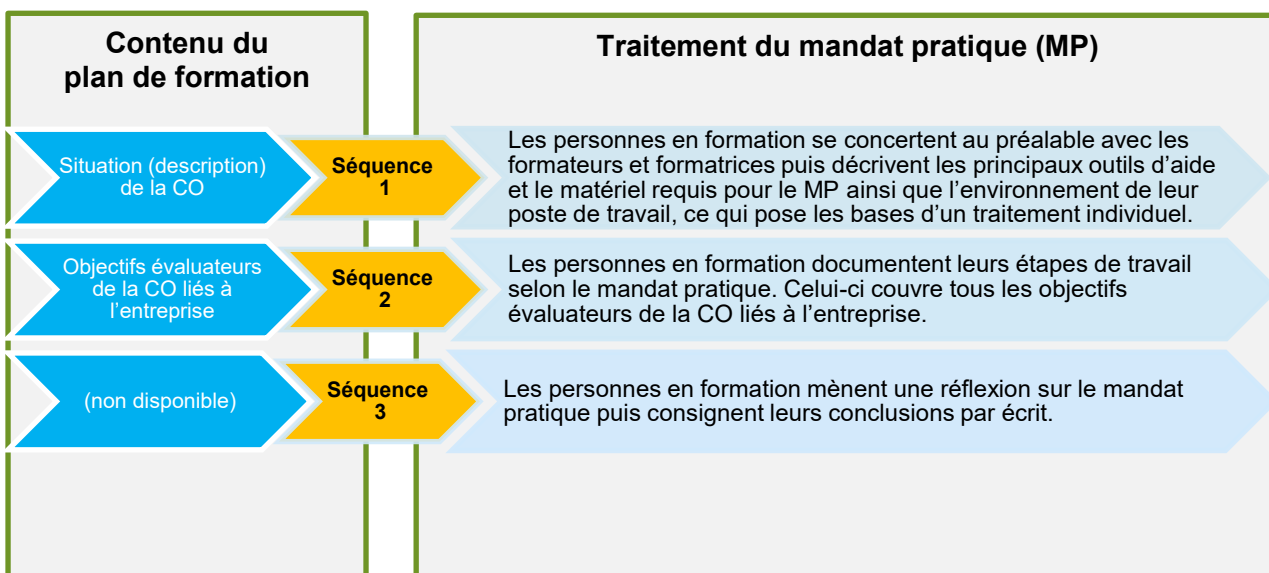 Contenu du
plan de formation
Traitement du mandat pratique (MP)
Situation (description)
de la CO
Séquence
1
Les personnes en formation se concertent au préalable avec les
formateurs et formatrices puis décrivent les principaux outils d’aide
et le matériel requis pour le MP ainsi que l’environnement de leur
poste de travail, ce qui pose les bases d’un traitement individuel.
Objectifs évaluateurs
de la CO liés à
l’entreprise
Séquence
2
Les personnes en formation documentent leurs étapes de travail
selon le mandat pratique. Celui-ci couvre tous les objectifs
évaluateurs de la CO liés à l’entreprise.
(non disponible)
Séquence
3
Les personnes en formation mènent une réflexion sur le mandat
pratique puis consignent leurs conclusions par écrit.